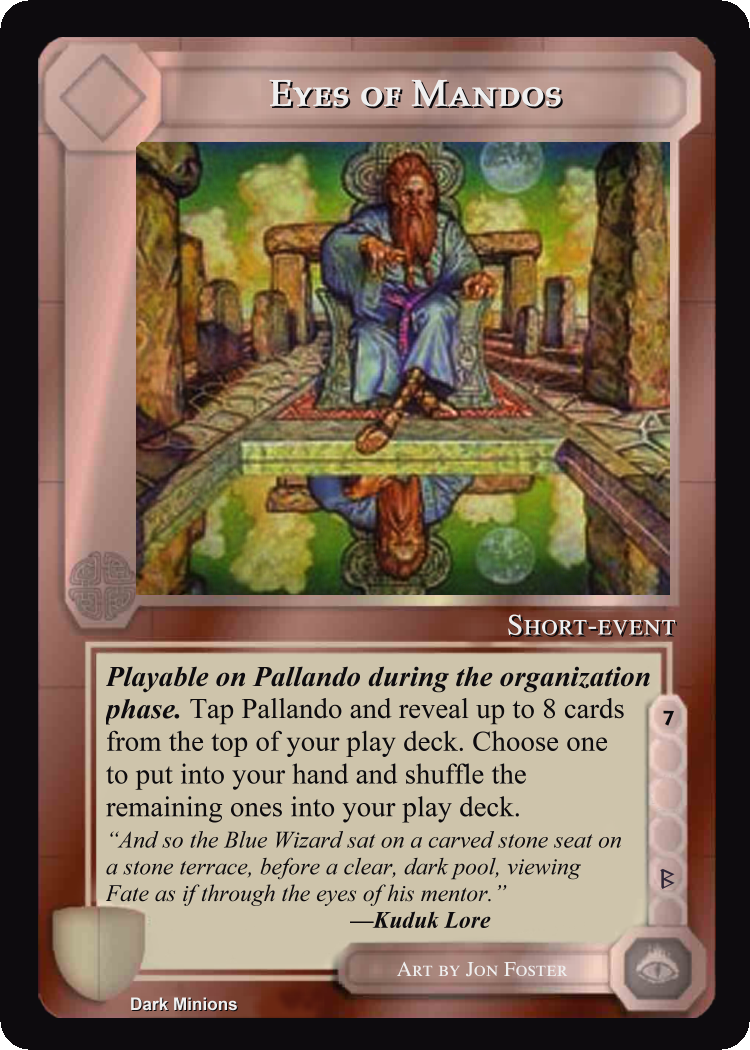 Eyes of Mandos
Short-event
Playable on Pallando during the organization
phase. Tap Pallando and reveal up to 8 cards
from the top of your play deck. Choose one
to put into your hand and shuffle the
remaining ones into your play deck.
7
“And so the Blue Wizard sat on a carved stone seat on
a stone terrace, before a clear, dark pool, viewing
Fate as if through the eyes of his mentor.”
—Kuduk Lore
ᛒ
Art by Jon Foster
Dark Minions